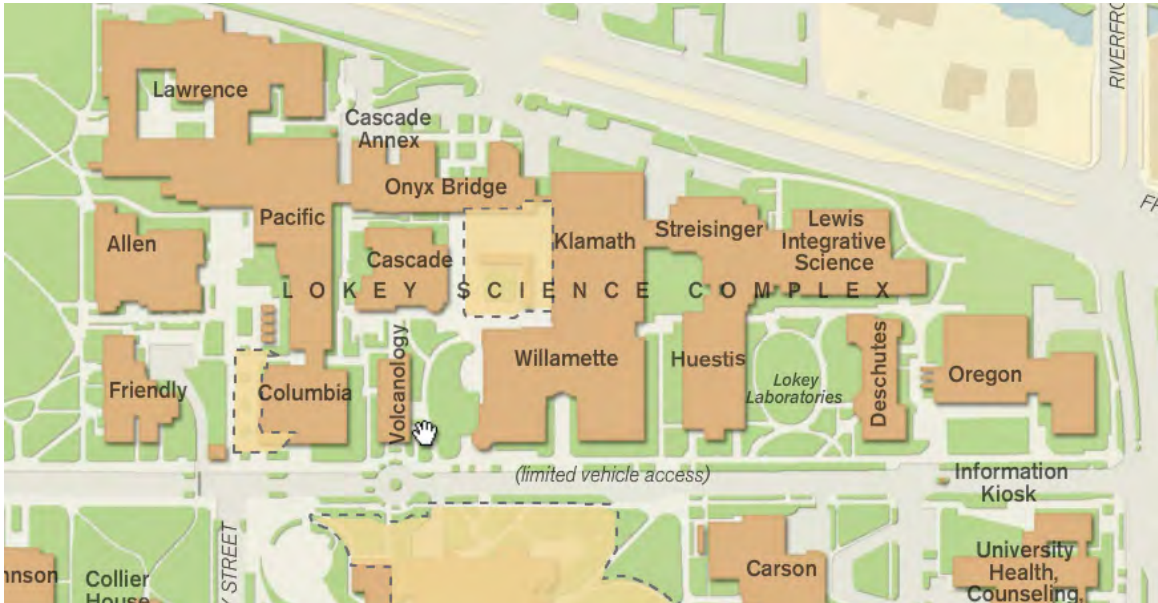 Lawrence
Cascade
Annex
RIVERFRO
Onyx Bridge
FR
Pacific
Allen
Cascade
Klamath
Streisinger
Lewis
Integrative
Science
LOKEY SCIENCE COMPLEX
Friendly
Columbia
Volcanology
Willamette
Huestis
Lokey
Laboratories
Deschutes
Oregon
(limited vehicle access)
Information
Kiosk
STREET
nnson
Collier
House
Carson
University
Health,
Counseling,